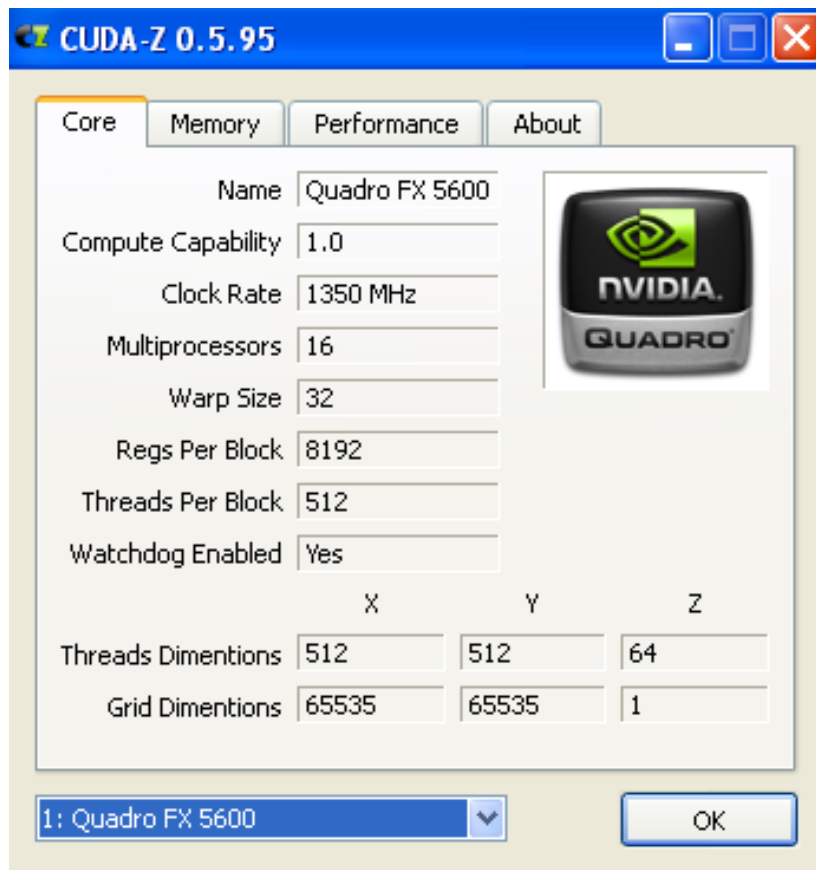 CUDA-Z 0.5.95
Core Memory Performance About
Name Quadro FX 5600
Compute Capability 1.0
Clock Rate 1350 MHz
Multiprocessors 16
Warp Size 32
Regs Per Block 8192
Threads Per Block 512
Watchdog Enabled Yes
NVIDIA.
QUADRO
X Y Z
Threads Dimentions 512 512 64
Grid Dimentions 65535 65535 1
1: Quadro FX 5600
OK